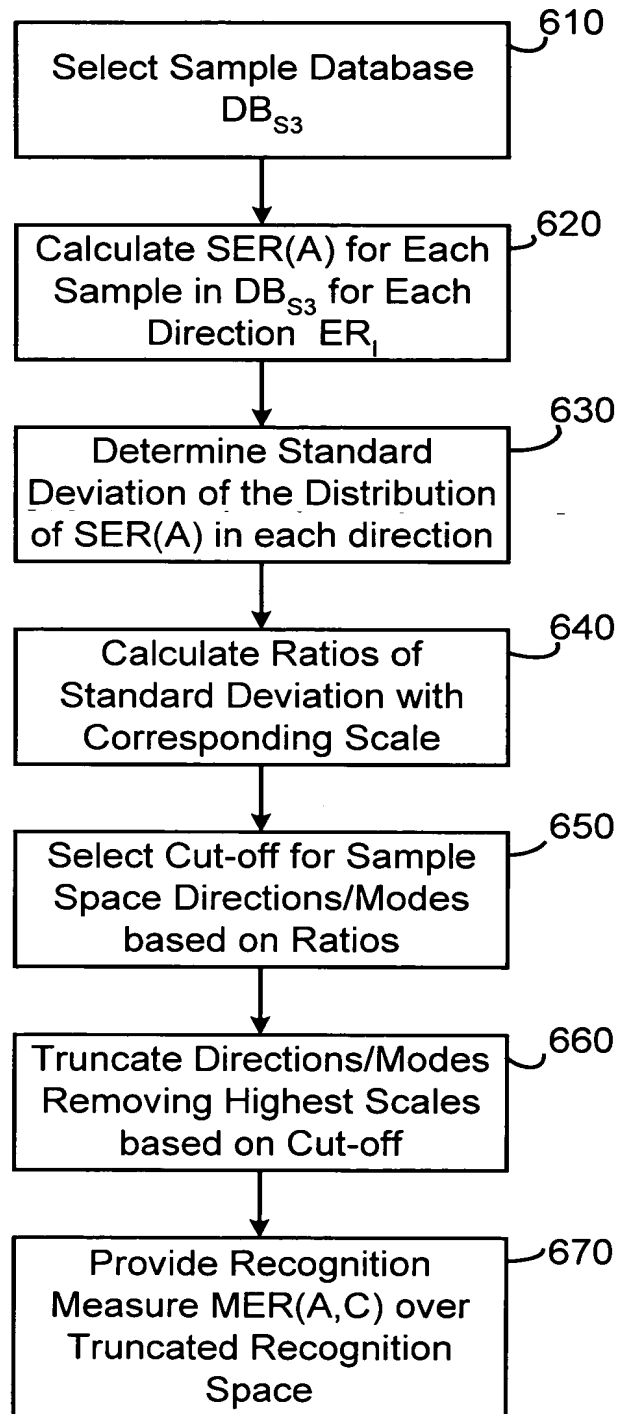 610
Select Sample Database
DB_S3
620
Calculate SER(A) for Each
Sample in DB_S3 for Each
Direction ER_I
630
Determine Standard
Deviation of the Distribution
of SER(A) in each direction
640
Calculate Ratios of
Standard Deviation with
Corresponding Scale
650
Select Cut-off for Sample
Space Directions/Modes
based on Ratios
660
Truncate Directions/Modes
Removing Highest Scales
based on Cut-off
670
Provide Recognition
Measure MER(A,C) over
Truncated Recognition
Space